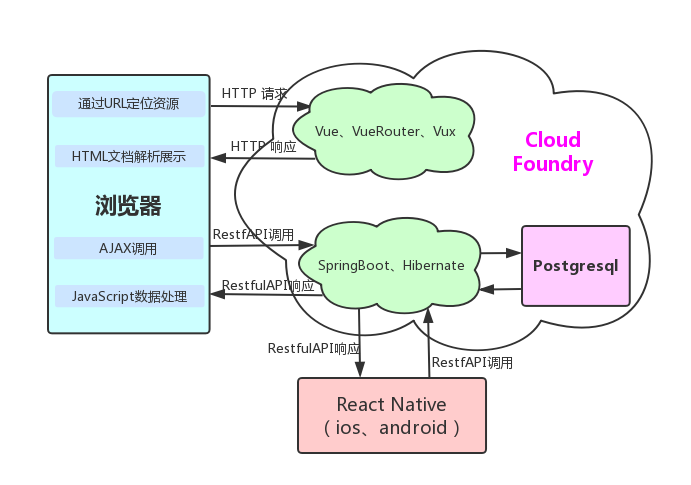 通过URL定位资源
HTTP 请求
Vue、VueRouter、Vux
HTML文档解析展示
HTTP 响应
Cloud
Foundry
浏览器
AJAX调用
RestfAPI调用
SpringBoot、Hibernate
Postgresql
JavaScript数据处理
RestfulAPI响应
RestfulAPI响应
RestfAPI调用
React Native
（ios、android）